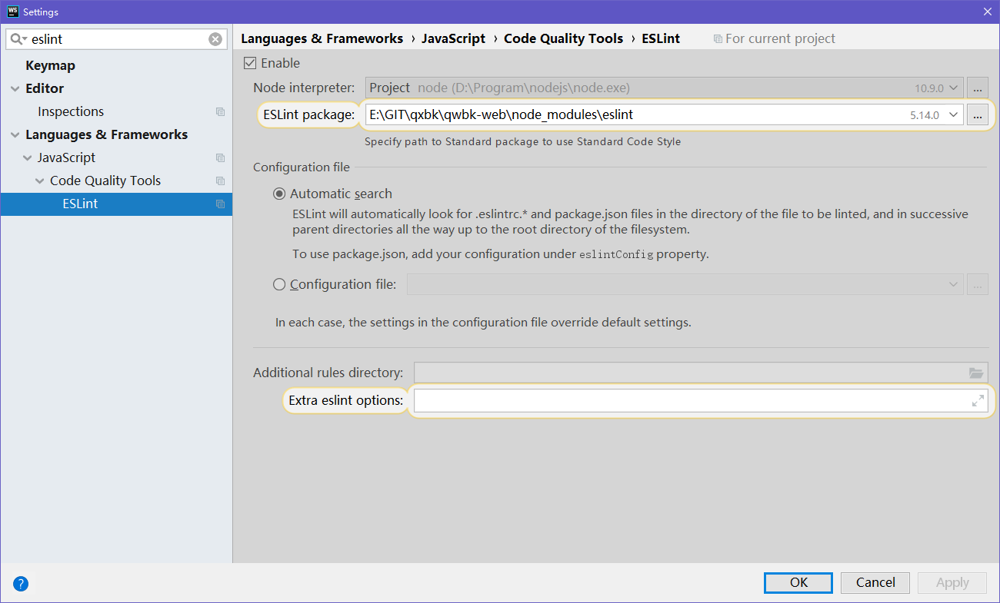 WS Settings
eslint
Keymap
Editor
Inspections
Languages & Frameworks
JavaScript
Code Quality Tools
ESLint
Languages & Frameworks › JavaScript › Code Quality Tools › ESLint For current project
Enable
Node interpreter: Project node (D:\Program\nodejs\node.exe) 10.9.0 ...
ESLint package: E:\GIT\qxbk\qwbk-web\node_modules\eslint 5.14.0 ...
Specify path to Standard package to use Standard Code Style
Configuration file
Automatic search
ESLint will automatically look for .eslintrc.* and package.json files in the directory of the file to be linted, and in successive
parent directories all the way up to the root directory of the filesystem.
To use package.json, add your configuration under eslintConfig property.
Configuration file: ...
In each case, the settings in the configuration file override default settings.
Additional rules directory:
Extra eslint options:
? OK Cancel Apply